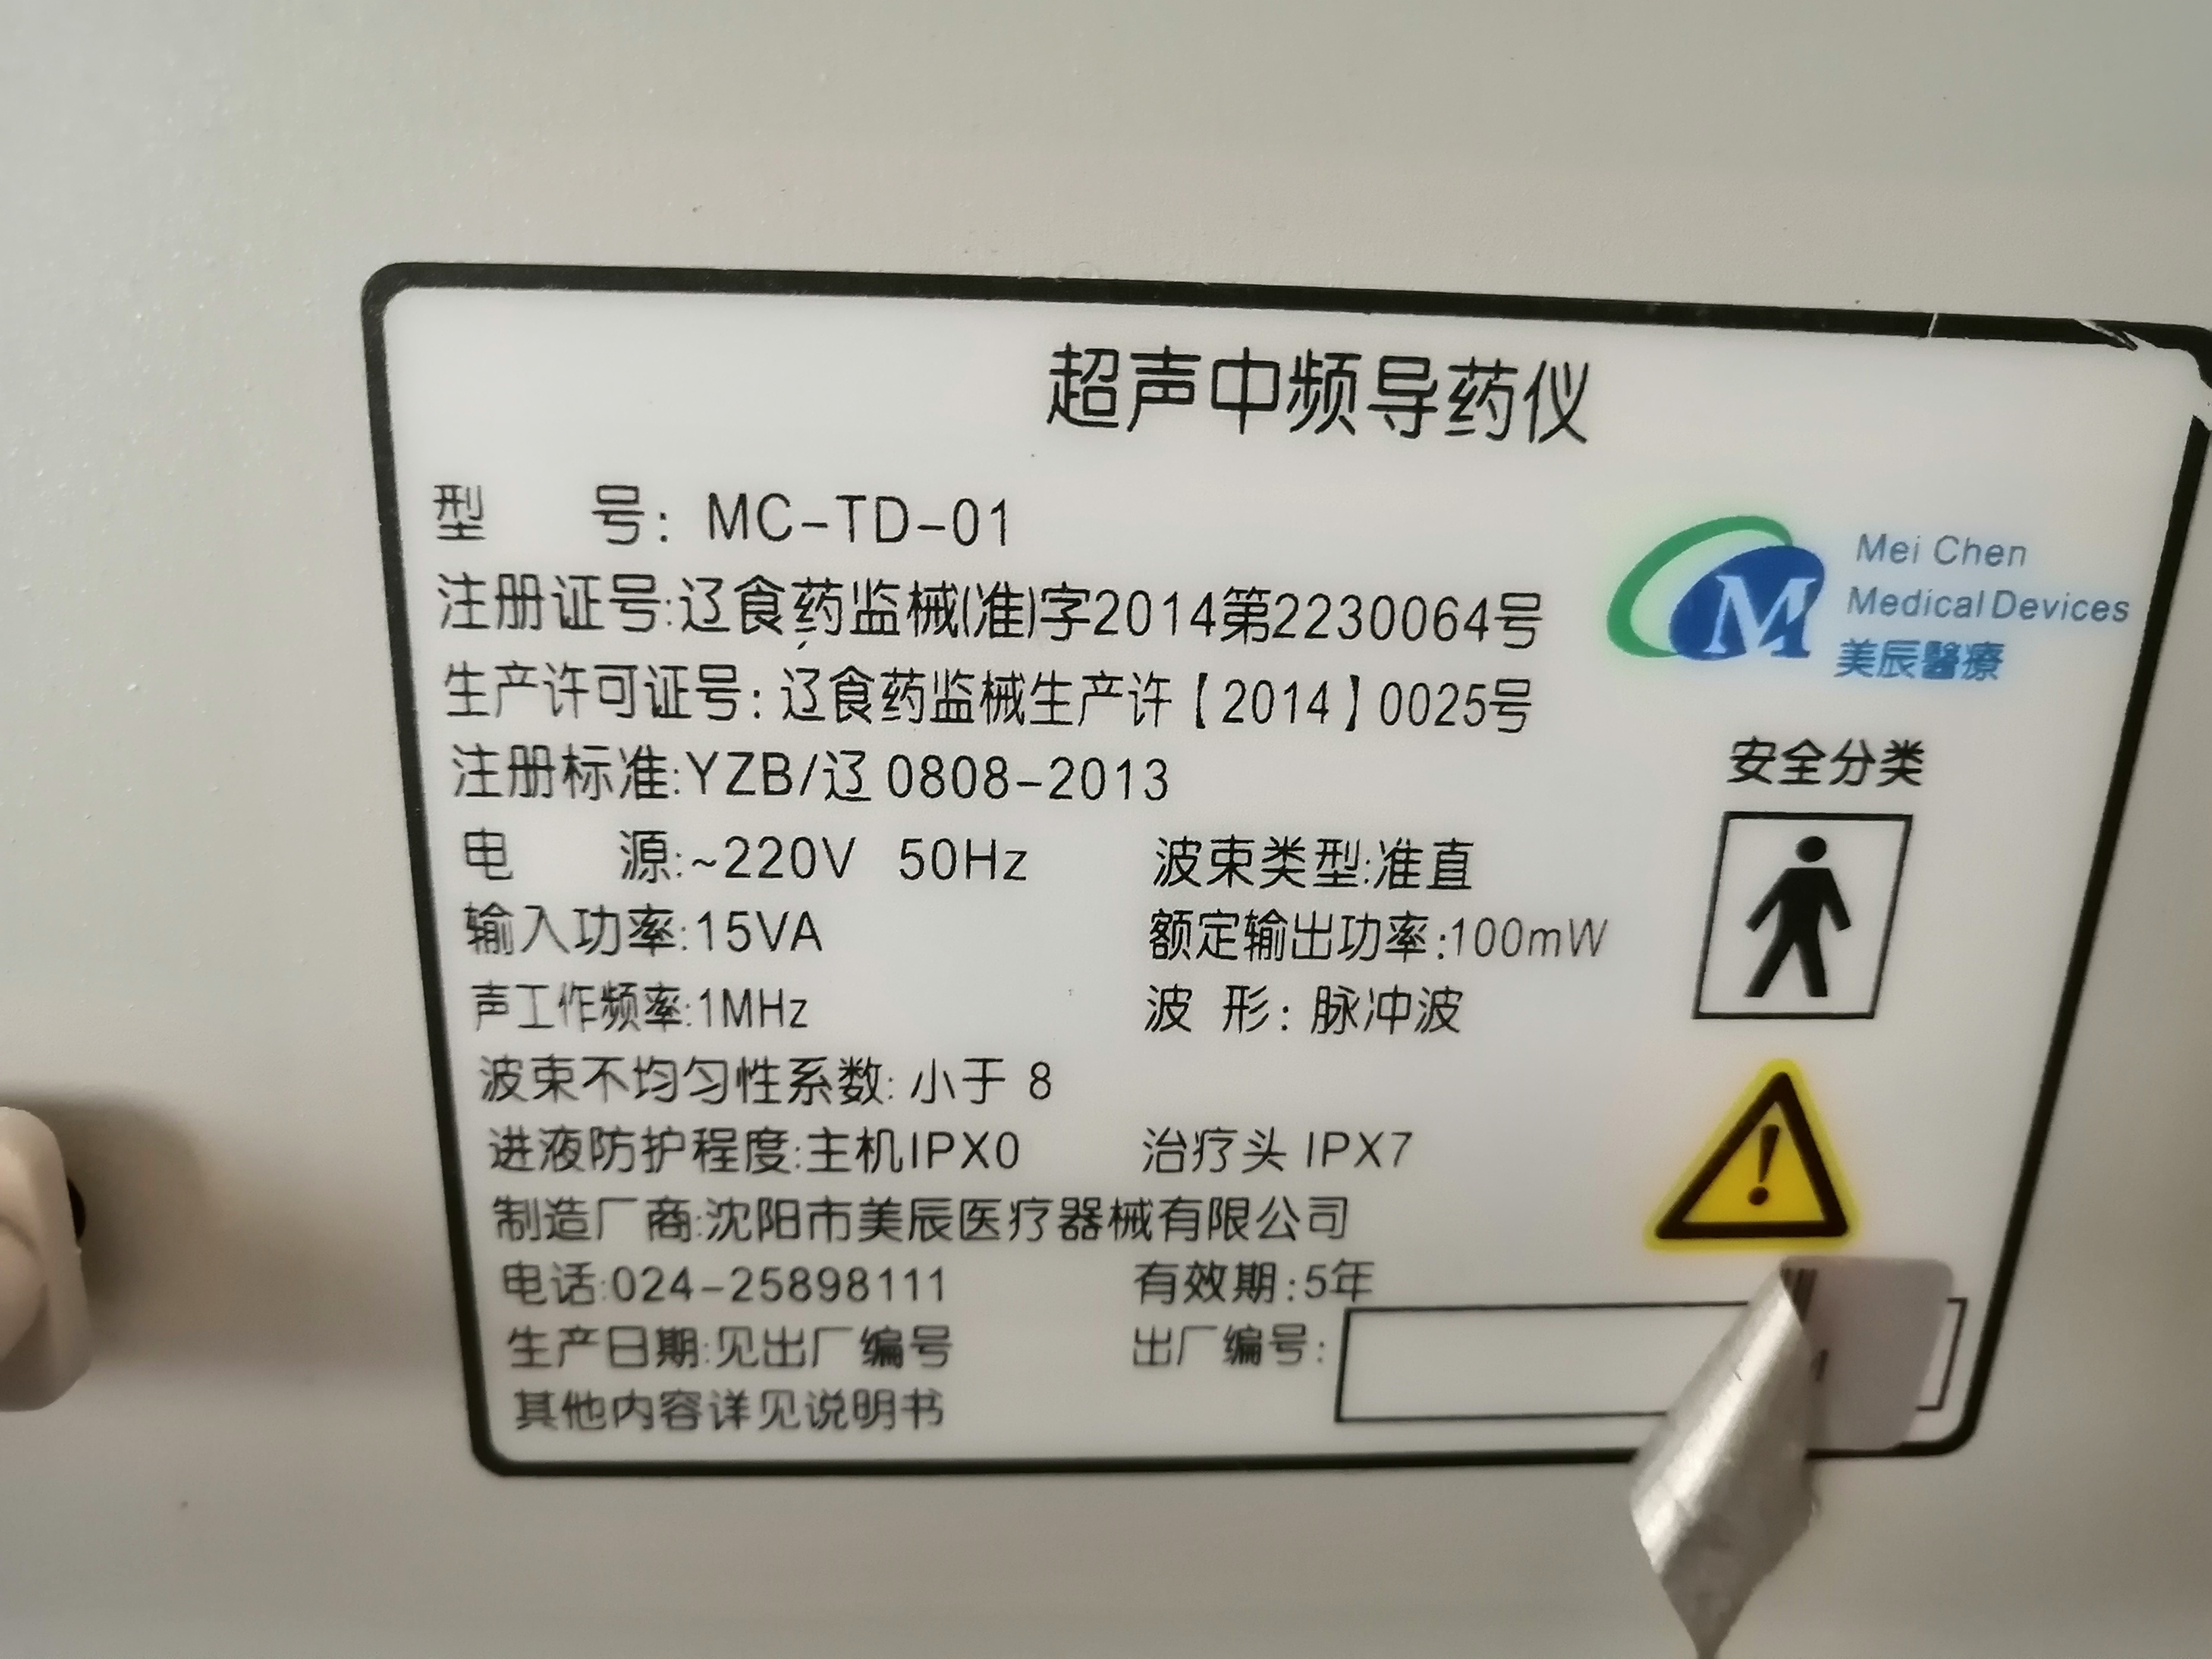 超声中频导药仪
型 号: MC-TD-01
Mei Chen
Medical Devices
美辰醫療
注册证号:辽食药监械(准)字2014第2230064号
生产许可证号:辽食药监械生产许【2014】0025号
注册标准:YZB/辽 0808-2013
安全分类
电 源:~220V 50Hz 波束类型:准直
输入功率:15VA 额定输出功率:100mW
声工作频率:1MHz 波 形: 脉冲波
波束不均匀性系数: 小于 8
进液防护程度:主机IPX0 治疗头 IPX7
制造厂商:沈阳市美辰医疗器械有限公司
电话:024-25898111 有效期:5年
生产日期:见出厂编号 出厂编号:
其他内容详见说明书